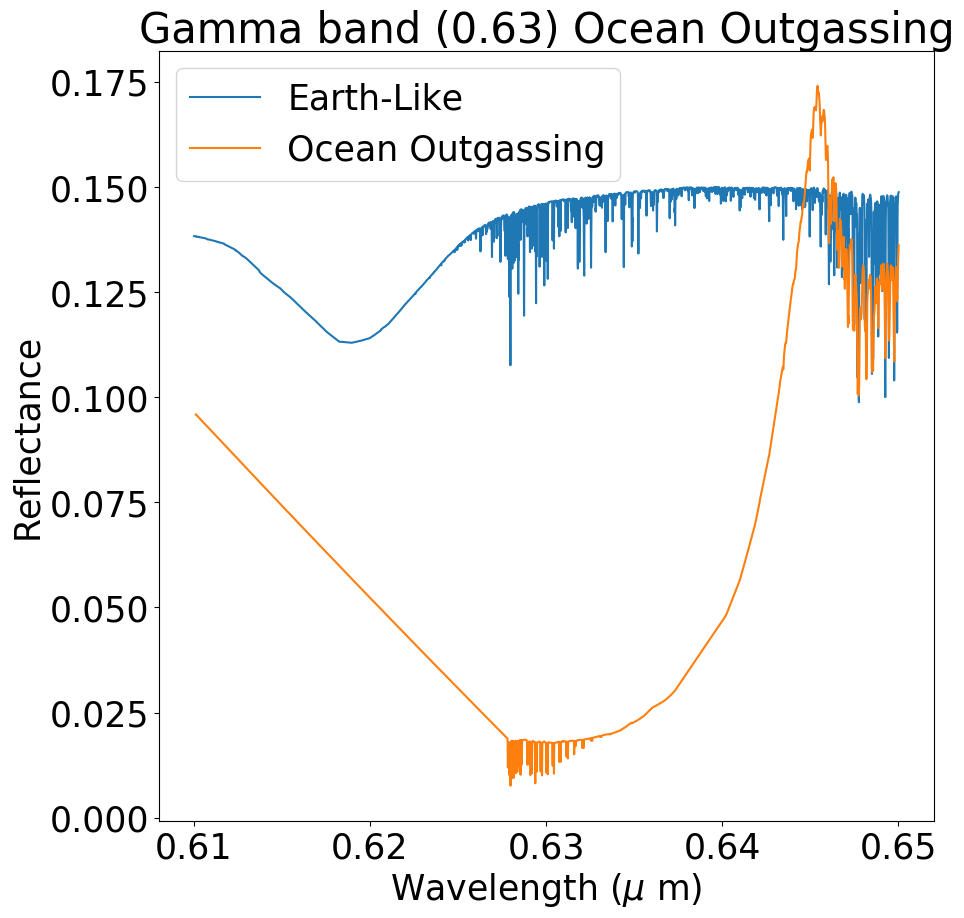 Gamma band (0.63) Ocean Outgassing
Earth-Like
Ocean Outgassing
Reflectance
0.175
0.150
0.125
0.100
0.075
0.050
0.025
0.000
0.61 0.62 0.63 0.64 0.65
Wavelength (μ m)